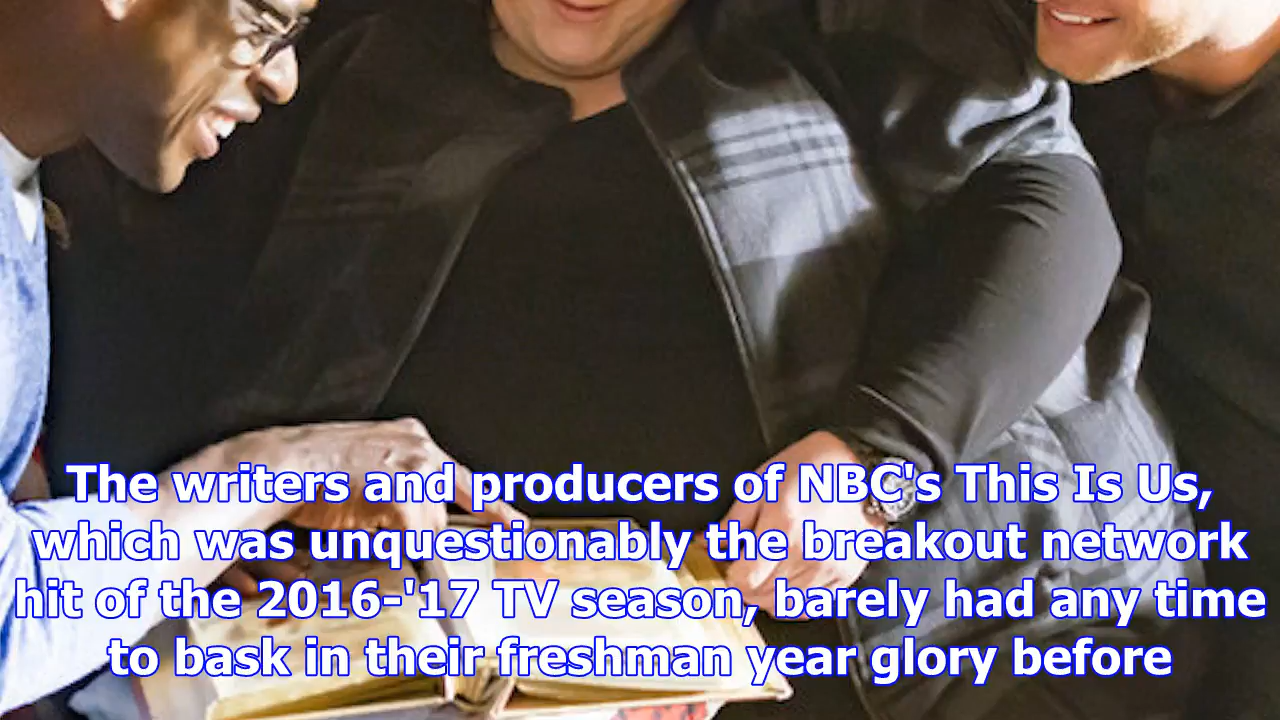 The writers and producers of NBC's This Is Us,
which was unquestionably the breakout network
hit of the 2016-'17 TV season, barely had any time
to bask in their freshman year glory before